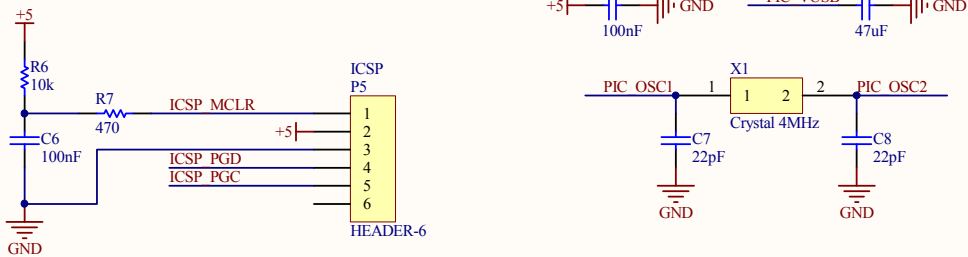 +5
GND
GND
100nF
47uF
+5
R6
10k
ICSP
P5
X1
R7
ICSP_MCLR
1
PIC_OSC1
1
1
2
2
PIC_OSC2
470
+5
2
Crystal 4MHz
C6
100nF
3
C7
22pF
C8
22pF
ICSP_PGD
4
ICSP_PGC
5
6
GND
GND
HEADER-6
GND